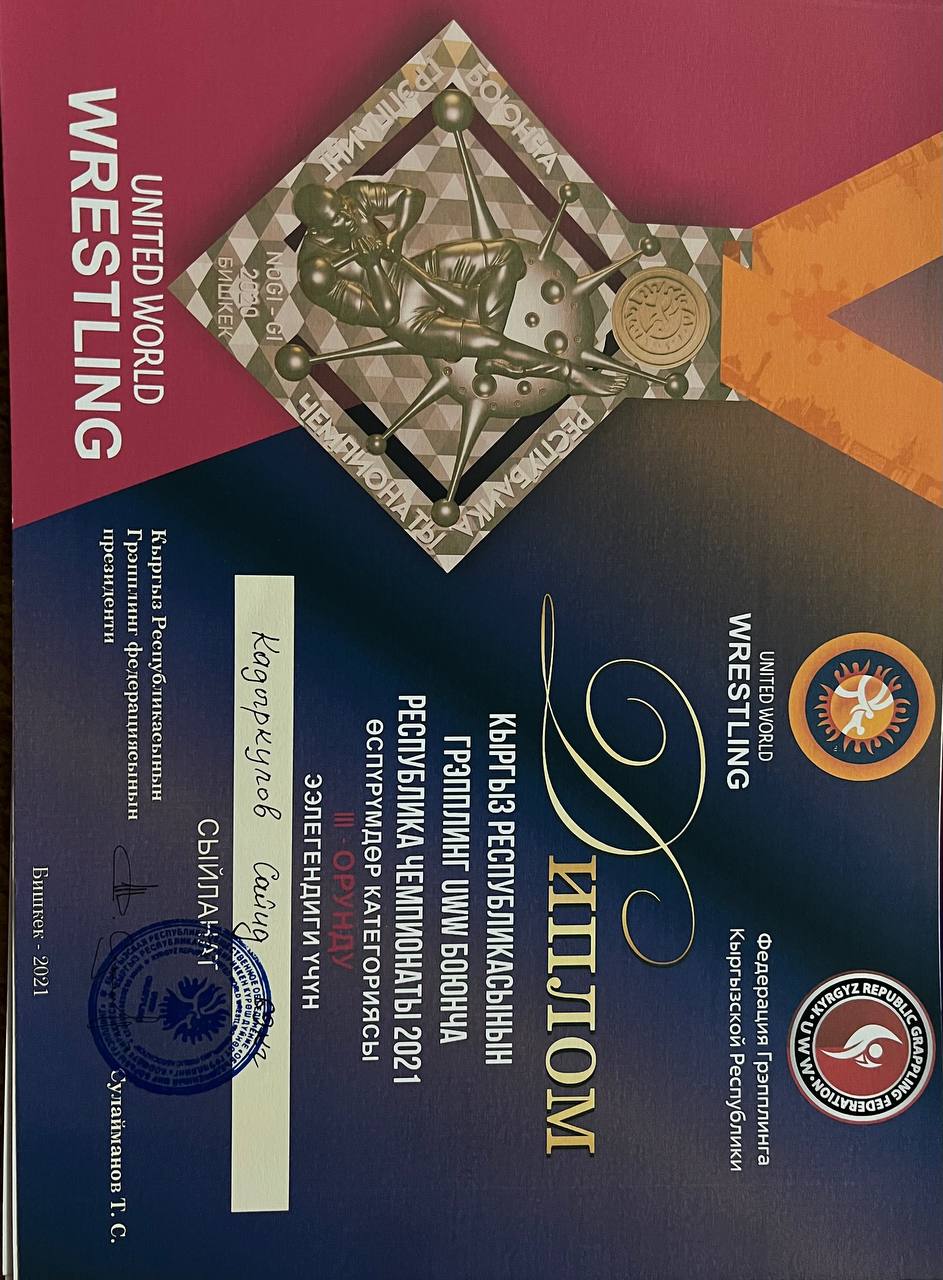 UNITED WORLD
WRESTLING
ГРЭППЛИНГ
БОЮНЧА
РЕСПУБЛИКА
ЧЕМПИОНАТЫ
NOGI - GI
2020
БИШКЕК
UNITED WORLD
WRESTLING
KYRGYZ REPUBLIC GRAPPLING FEDERATION
U W W
Федерация Грэпплинга
Кыргызской Республики
ДИПЛОМ
КЫРГЫЗ РЕСПУБЛИКАСЫНЫН
ГРЭППЛИНГ UWW БОЮНЧА
РЕСПУБЛИКА ЧЕМПИОНАТЫ 2021
ӨСПҮРҮМДӨР КАТЕГОРИЯСЫ
III - ОРУНДУ
ЭЭЛЕГЕНДИГИ ҮЧҮН
Кадыркулов Сайид
СЫЙЛАНАТ
Кыргыз Республикасынын
Грэпплинг федерациясынын
президенти
Сулайманов Т. С.
Бишкек - 2021